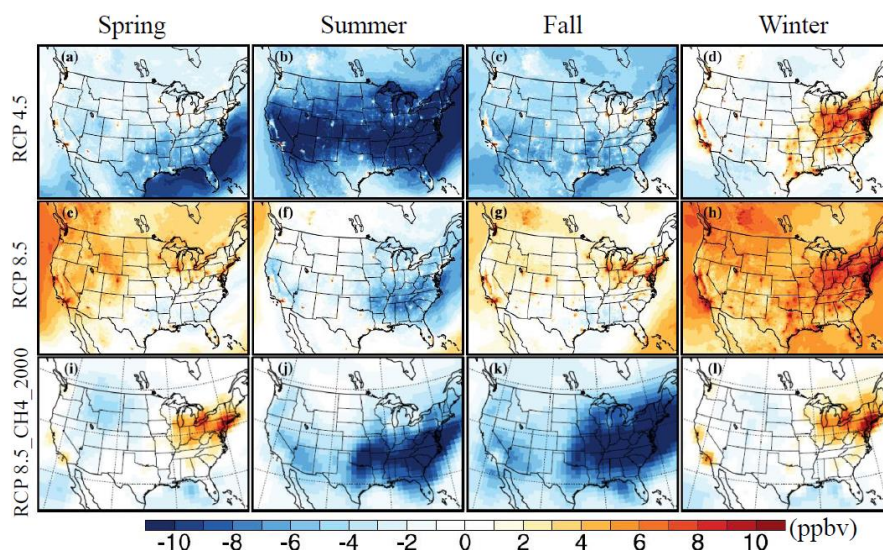 Spring Summer Fall Winter
RCP 4.5
(a) (b) (c) (d)
RCP 8.5
(e) (f) (g) (h)
RCP 8.5_CH4_2000
(i) (j) (k) (l)
-10 -8 -6 -4 -2 0 2 4 6 8 10 (ppbv)